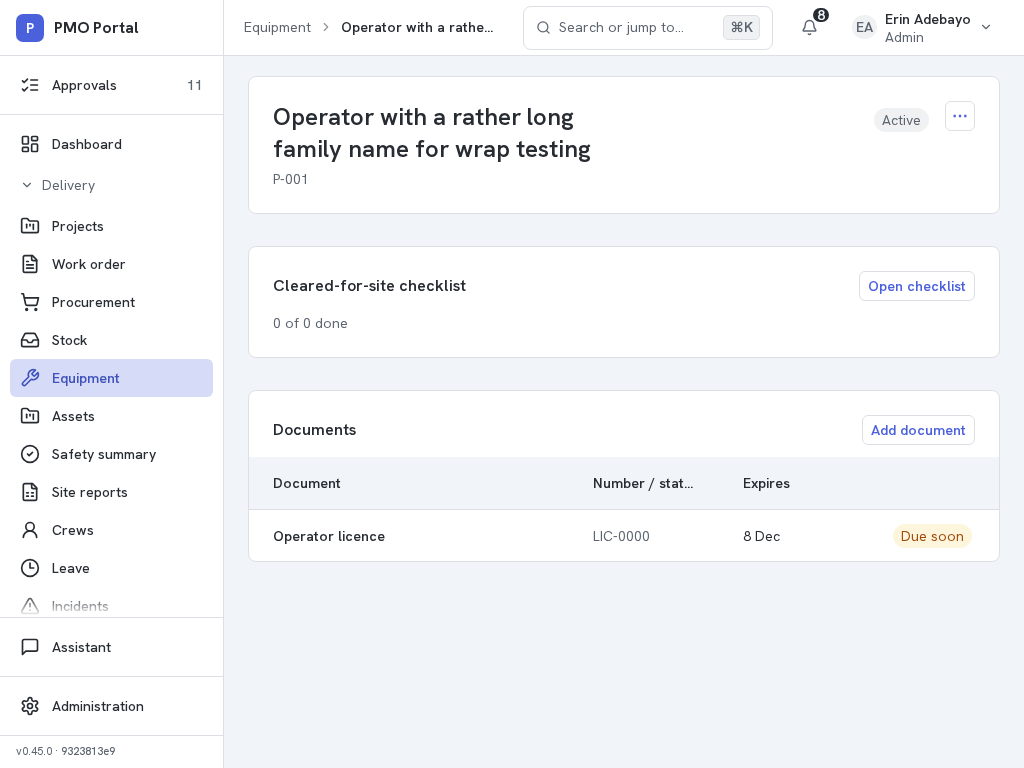 P PMO Portal
Equipment > Operator with a rathe...
Search or jump to... ⌘K
8
EA Erin Adebayo
Admin
Approvals 11
Dashboard
Delivery
Projects
Work order
Procurement
Stock
Equipment
Assets
Safety summary
Site reports
Crews
Leave
Incidents
Assistant
Administration
v0.45.0 · 9323813e9
Operator with a rather long
family name for wrap testing
P-001
Active
Cleared-for-site checklist
Open checklist
0 of 0 done
Documents
Add document
Document Number / stat... Expires
Operator licence LIC-0000 8 Dec Due soon